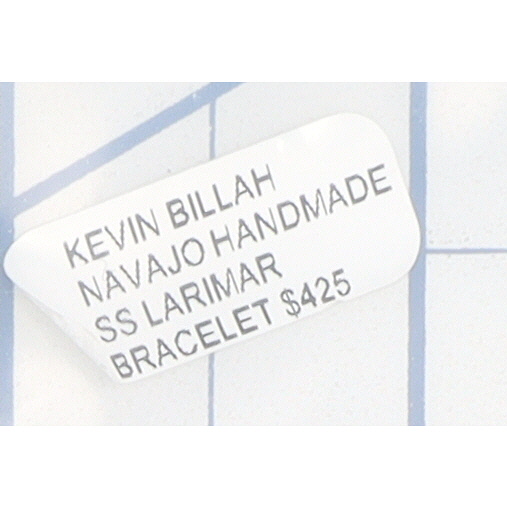 KEVIN BILLAH
NAVAJO HANDMADE
SS LARIMAR
BRACELET $425